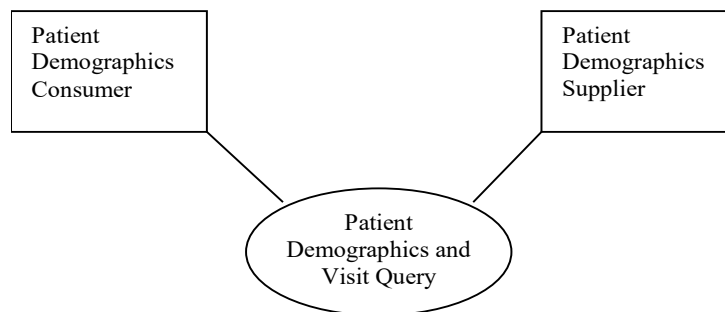 Patient
Demographics
Consumer
Patient
Demographics
Supplier
Patient
Demographics and
Visit Query